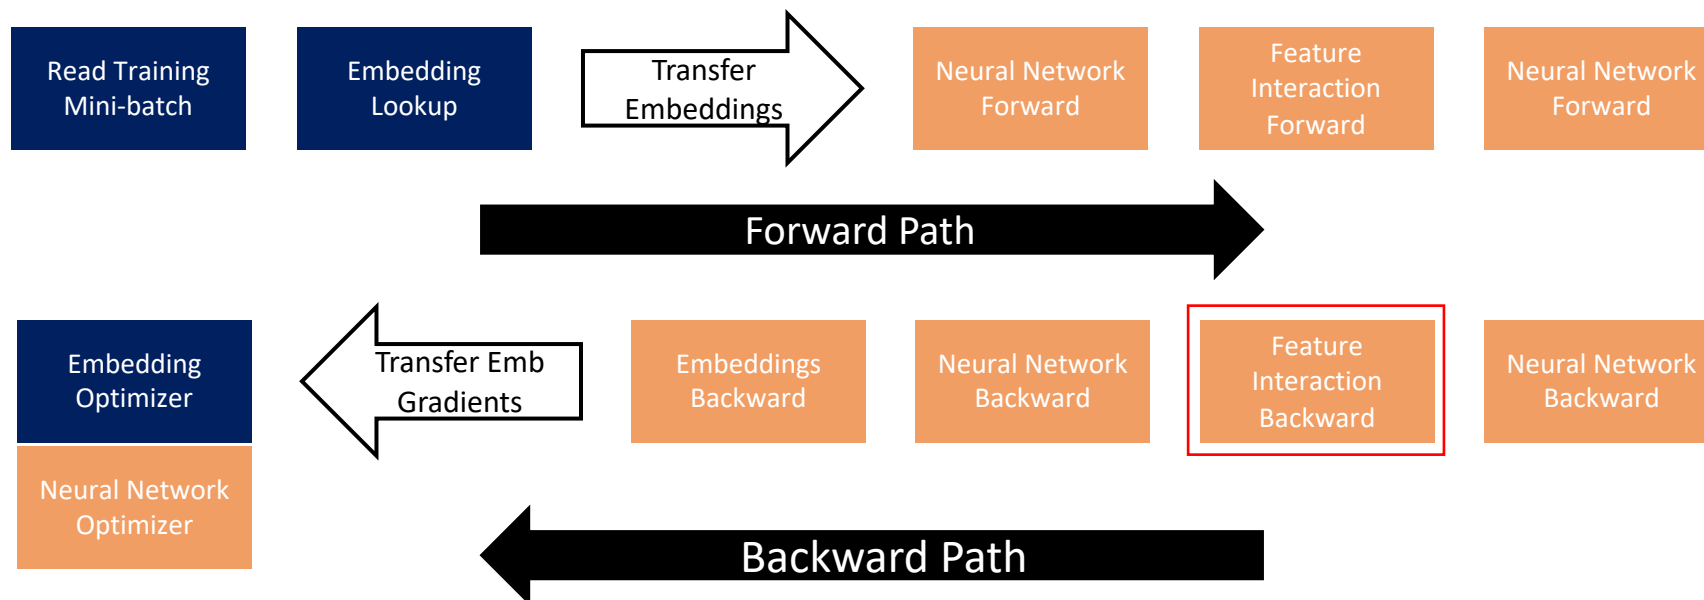 Read Training
Mini-batch
Embedding
Lookup
Transfer
Embeddings
Neural Network
Forward
Feature
Interaction
Forward
Neural Network
Forward
Forward Path
Embedding
Optimizer
Transfer Emb
Gradients
Embeddings
Backward
Neural Network
Backward
Feature
Interaction
Backward
Neural Network
Backward
Neural Network
Optimizer
Backward Path